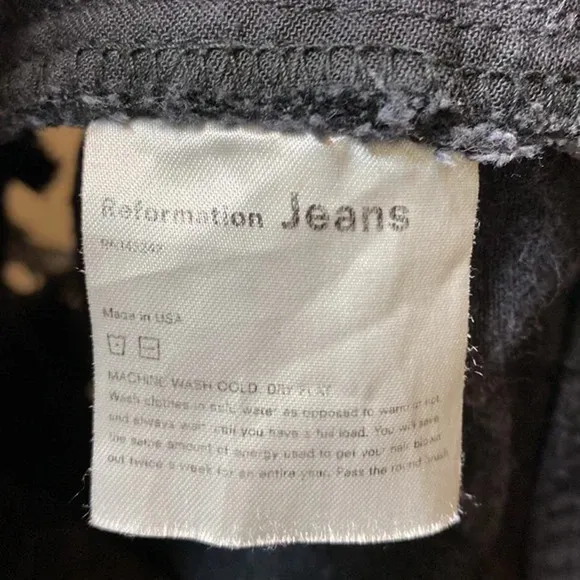 Reformation Jeans
Made in USA
MACHINE WASH COLD. DRY FLAT
Wash clothes in cold water as opposed to warm or hot
and always wait until you have a full load. You will save
the same amount of energy used to get your hair blown
out twice a week for an entire year. Pass the round brush